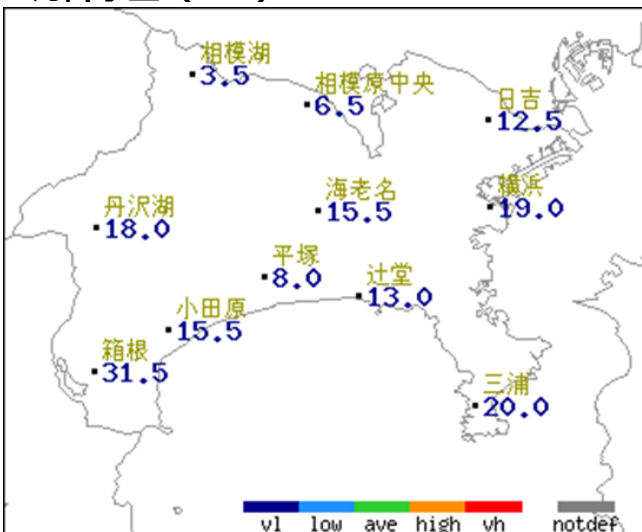 相模湖
3.5
相模原中央
6.5
日吉
12.5
丹沢湖
18.0
海老名
15.5
横浜
19.0
平塚
8.0
辻堂
13.0
小田原
15.5
箱根
31.5
三浦
20.0
vl low ave high vh notdef